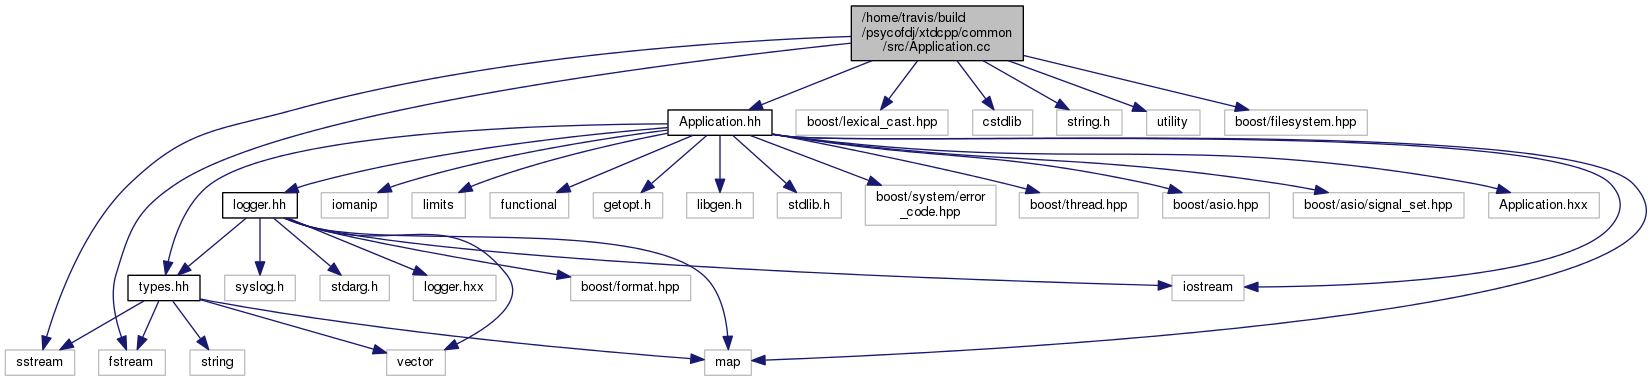 /home/travis/build
/psycofdj/xtdcpp/common
/src/Application.cc
Application.hh
boost/lexical_cast.hpp
cstdlib
string.h
utility
boost/filesystem.hpp
logger.hh
iomanip
limits
functional
getopt.h
libgen.h
stdlib.h
boost/system/error
_code.hpp
boost/thread.hpp
boost/asio.hpp
boost/asio/signal_set.hpp
Application.hxx
types.hh
syslog.h
stdarg.h
logger.hxx
boost/format.hpp
iostream
sstream
fstream
string
vector
map